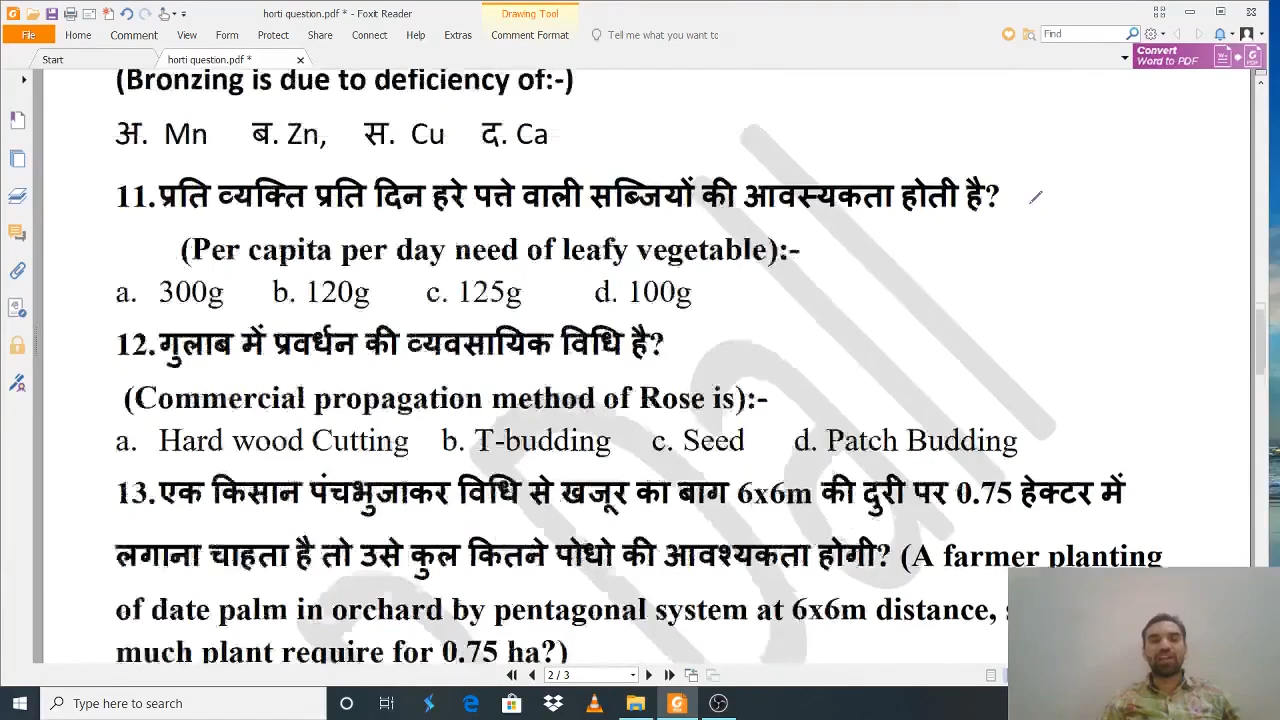 horti question.pdf * - Foxit Reader
Drawing Tool
File Home Comment View Form Protect Share Connect Help Extras Comment Format Tell me what you want to Find
Start horti question.pdf *
Convert
Word to PDF
(Bronzing is due to deficiency of:-)
अ. Mn ब. Zn, स. Cu द. Ca
11.प्रति व्यक्ति प्रति दिन हरे पत्ते वाली सब्जियों की आवस्यकता होती है?
(Per capita per day need of leafy vegetable):-
a. 300g b. 120g c. 125g d. 100g
12.गुलाब में प्रवर्धन की व्यवसायिक विधि है?
(Commercial propagation method of Rose is):-
a. Hard wood Cutting b. T-budding c. Seed d. Patch Budding
13.एक किसान पंचभुजाकर विधि से खजूर का बाग 6x6m की दुरी पर 0.75 हेक्टर में
लगाना चाहता है तो उसे कुल कितने पोधो की आवश्यकता होगी? (A farmer planting
of date palm in orchard by pentagonal system at 6x6m distance,
much plant require for 0.75 ha?)
2 / 3
Type here to search